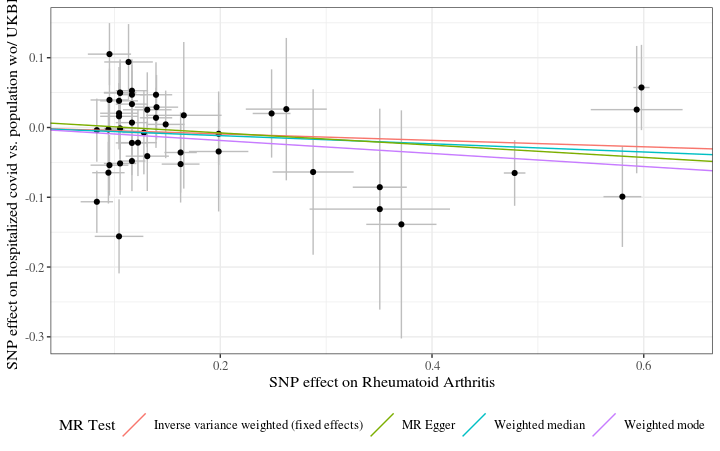 SNP effect on hospitalized covid vs. population wo/
0.1
0.0
-0.1
-0.2
-0.3
0.2
0.4
0.6
SNP effect on Rheumatoid Arthritis
MR Test
Inverse variance weighted (fixed effects)
MR Egger
Weighted median
Weighted mode